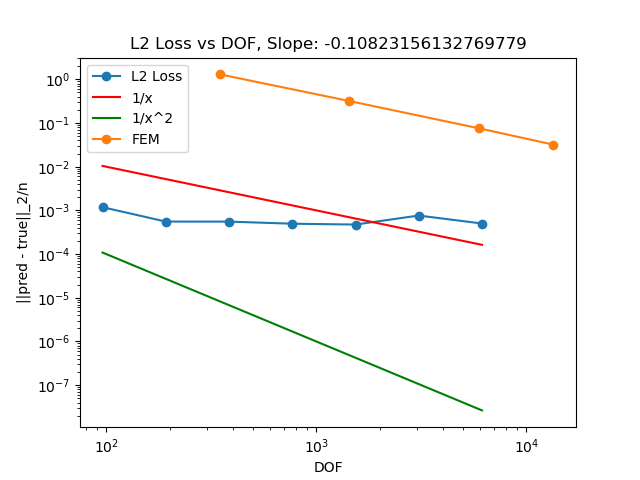 L2 Loss vs DOF, Slope: -0.10823156132769779
L2 Loss
1/x
1/x^2
FEM
||pred - true||_2/n
10^0
10^-1
10^-2
10^-3
10^-4
10^-5
10^-6
10^-7
10^2
10^3
10^4
DOF